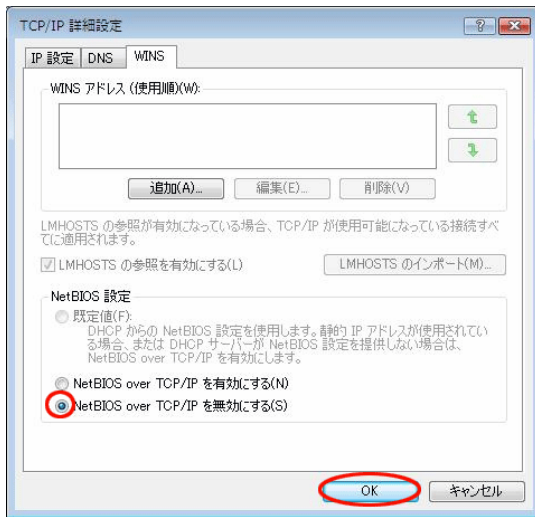 TCP/IP 詳細設定
IP 設定 DNS WINS
WINS アドレス (使用順)(W):
追加(A)... 編集(E)... 削除(V)
LMHOSTS の参照が有効になっている場合、TCP/IP が使用可能になっている接続すべ
てに適用されます。
LMHOSTS の参照を有効にする(L) LMHOSTS のインポート(M)...
NetBIOS 設定
既定値(F):
DHCP からの NetBIOS 設定を使用します。静的 IP アドレスが使用されてい
る場合、または DHCP サーバーが NetBIOS 設定を提供しない場合は、
NetBIOS over TCP/IP を有効にします。
NetBIOS over TCP/IP を有効にする(N)
NetBIOS over TCP/IP を無効にする(S)
OK キャンセル